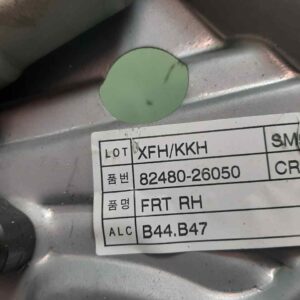 LOT XFH/KKH SM
품번 82480-26050 CR
품명 FRT RH
ALC B44.B47